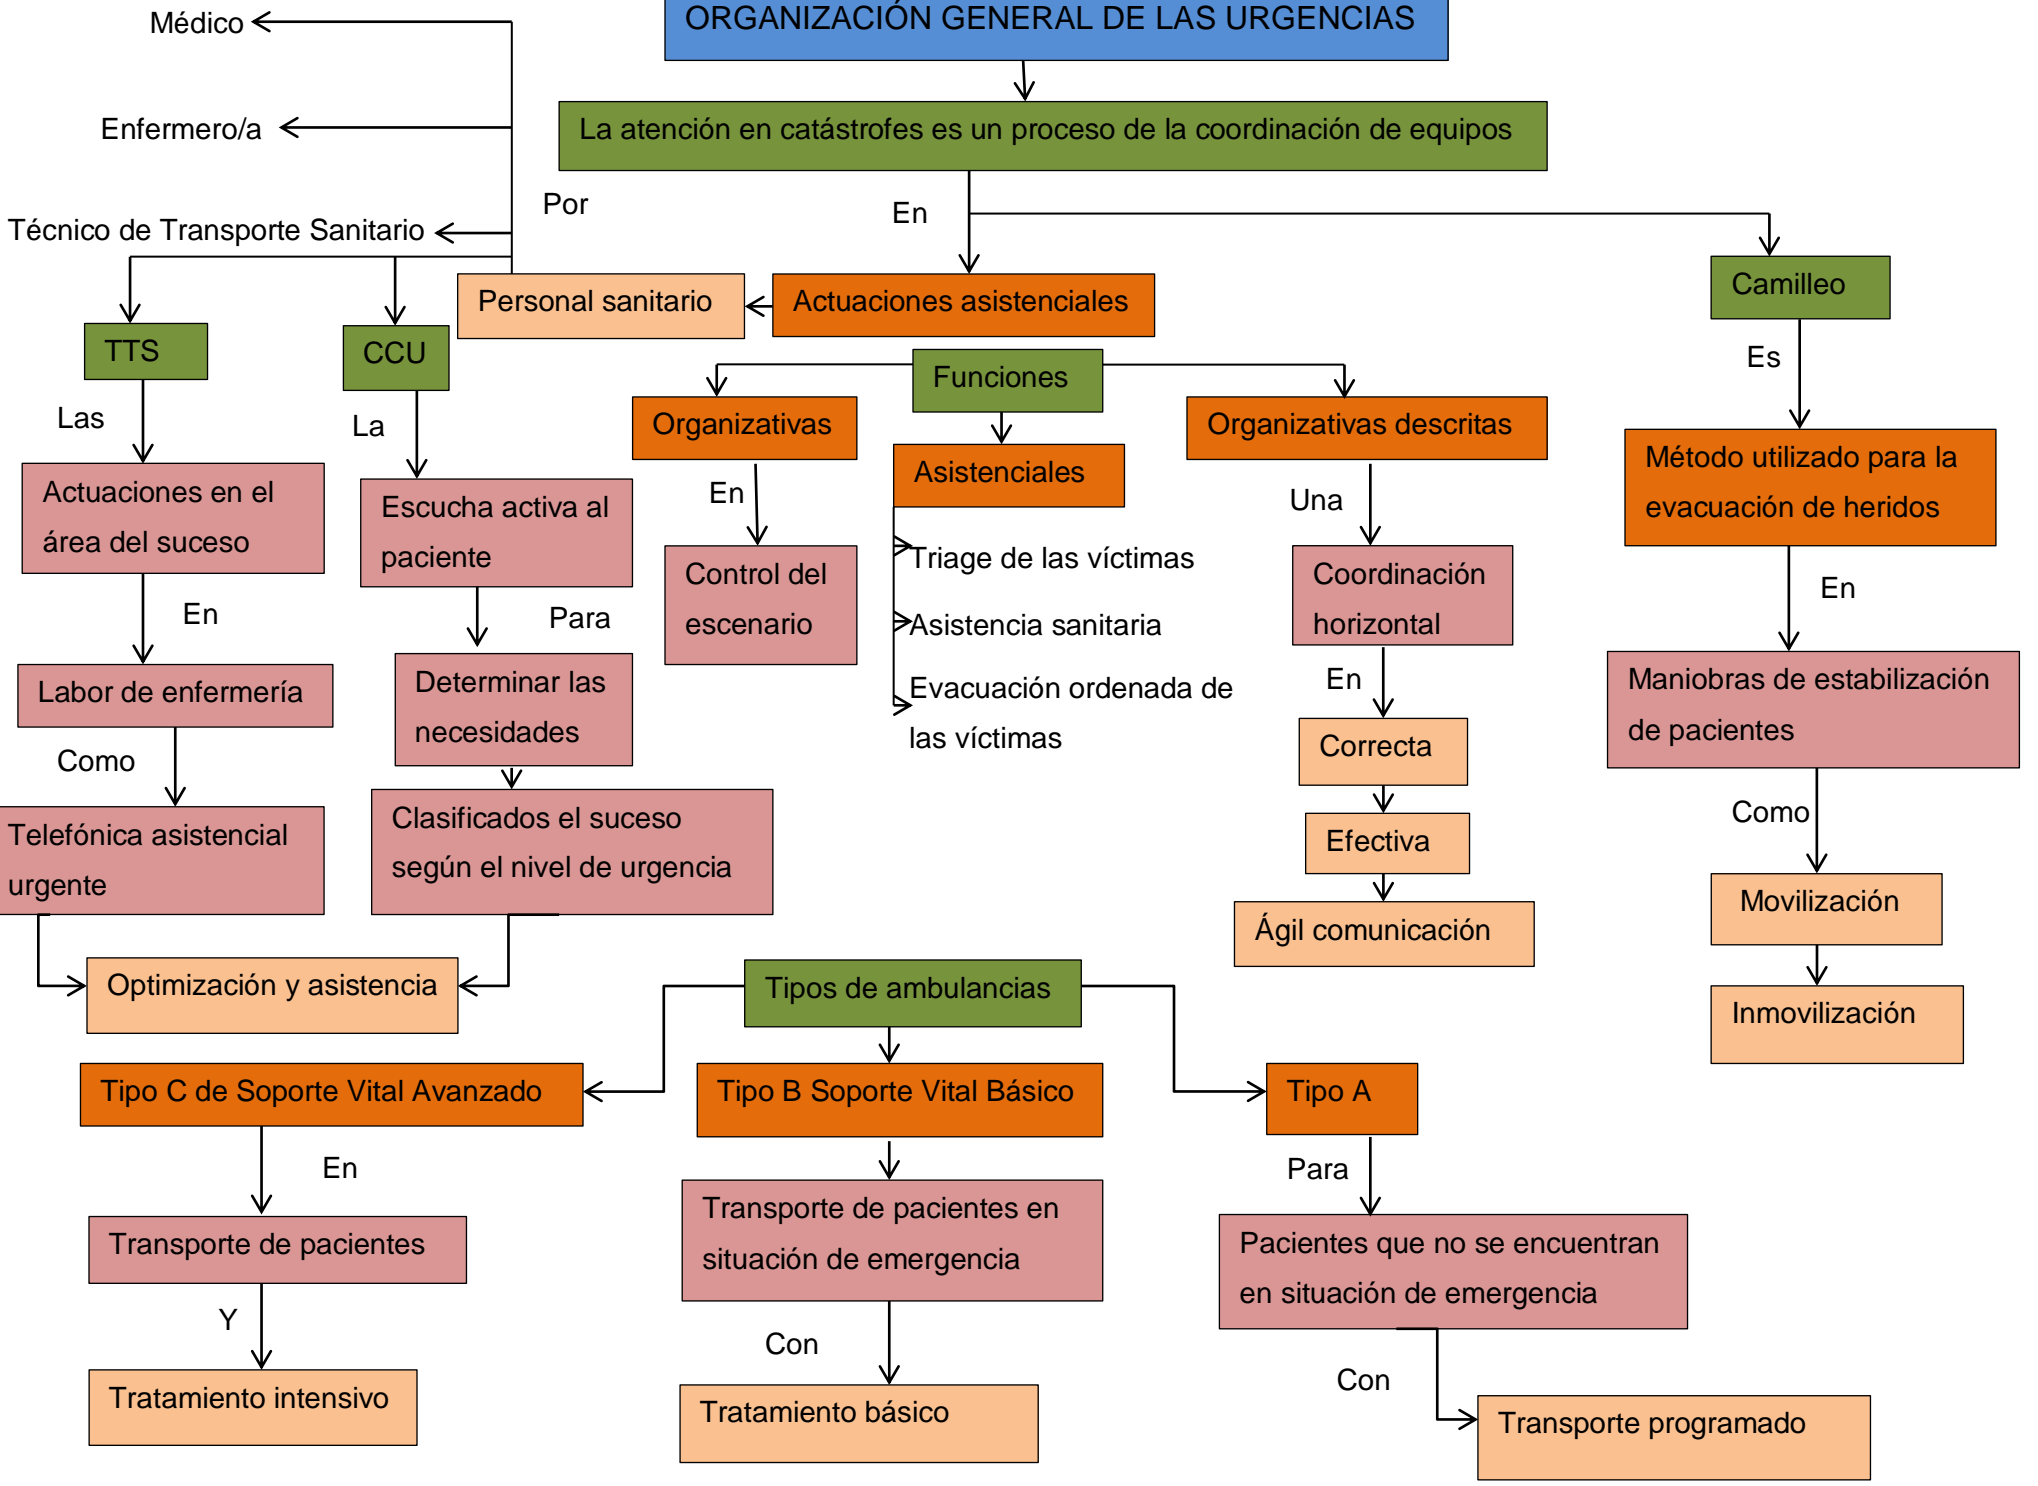 ORGANIZACIÓN GENERAL DE LAS URGENCIAS
Médico
Enfermero/a
La atención en catástrofes es un proceso de la coordinación de equipos
Por
En
Técnico de Transporte Sanitario
Personal sanitario
Actuaciones asistenciales
Camilleo
TTS
CCU
Funciones
Es
Las
La
Organizativas
Organizativas descritas
Asistenciales
Método utilizado para la
evacuación de heridos
Actuaciones en el
área del suceso
Escucha activa al
paciente
En
Una
Triage de las víctimas
Control del
escenario
Coordinación
horizontal
En
En
Para
Asistencia sanitaria
Labor de enfermería
Determinar las
necesidades
Evacuación ordenada de
las víctimas
En
Maniobras de estabilización
de pacientes
Como
Correcta
Como
Telefónica asistencial
urgente
Clasificados el suceso
según el nivel de urgencia
Efectiva
Ágil comunicación
Movilización
Optimización y asistencia
Tipos de ambulancias
Inmovilización
Tipo C de Soporte Vital Avanzado
Tipo B Soporte Vital Básico
Tipo A
En
Para
Transporte de pacientes
Transporte de pacientes en
situación de emergencia
Pacientes que no se encuentran
en situación de emergencia
Y
Con
Con
Tratamiento intensivo
Tratamiento básico
Transporte programado